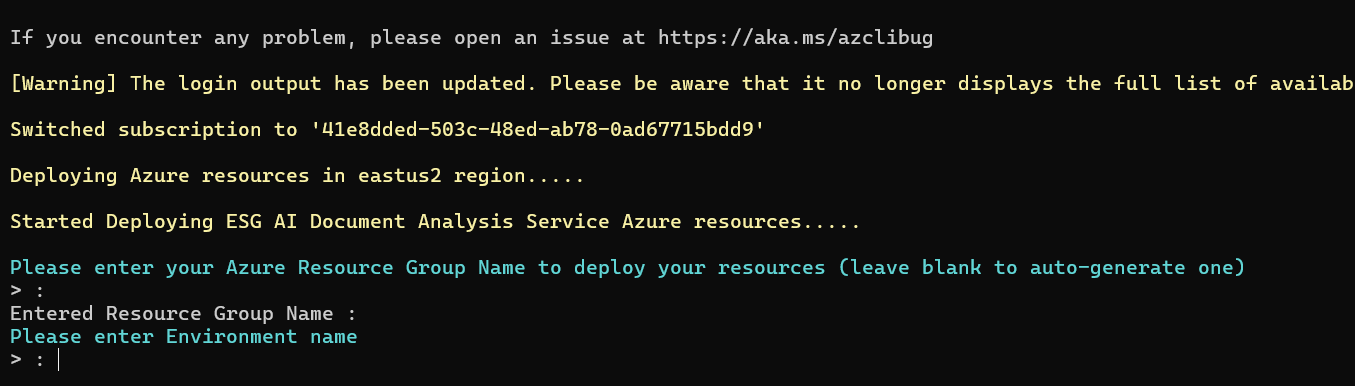 If you encounter any problem, please open an issue at https://aka.ms/azclibug
[Warning] The login output has been updated. Please be aware that it no longer displays the full list of availab
Switched subscription to '41e8dded-503c-48ed-ab78-0ad67715bdd9'
Deploying Azure resources in eastus2 region.....
Started Deploying ESG AI Document Analysis Service Azure resources.....
Please enter your Azure Resource Group Name to deploy your resources (leave blank to auto-generate one)
> :
Entered Resource Group Name :
Please enter Environment name
> :